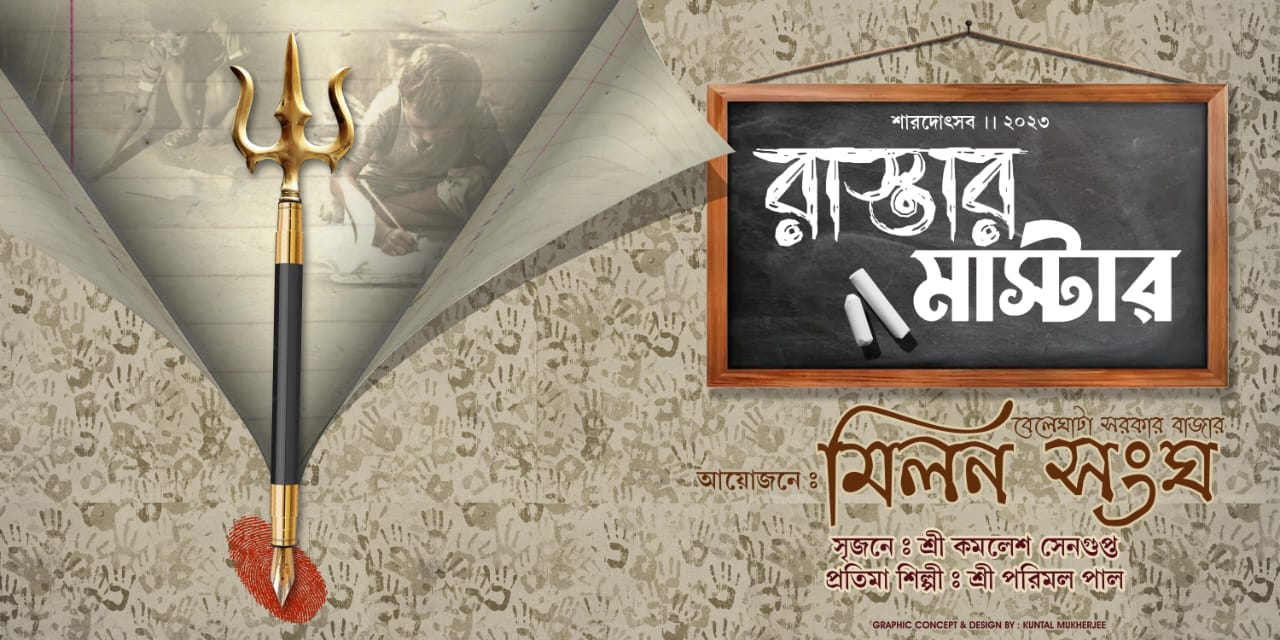 শারদোৎসব ।। ২০২৩
রাস্তার
মাস্টার
বেলেঘাটা সরকার বাজার
আয়োজনে ঃ মিলন সংঘ
সৃজনে ঃ শ্রী কমলেশ সেনগুপ্ত
প্রতিমা শিল্পী ঃ শ্রী পরিমল পাল
GRAPHIC CONCEPT & DESIGN BY : KUNTAL MUKHERJEE